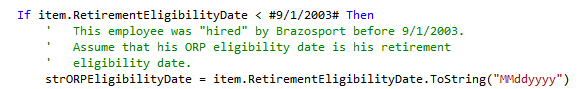 If item.RetirementEligibilityDate < #9/1/2003# Then
'   This employee was "hired" by Brazosport before 9/1/2003.
'   Assume that his ORP eligibility date is his retirement
'   eligibility date.
strORPEligibilityDate = item.RetirementEligibilityDate.ToString("MMddyyyy")